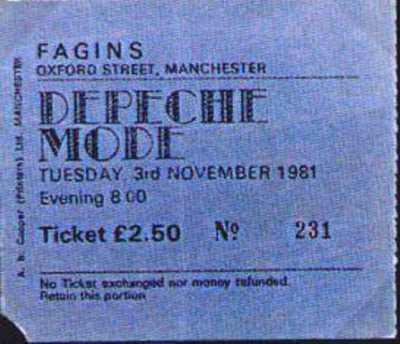 FAGINS
OXFORD STREET, MANCHESTER
DEPECHE
MODE
TUESDAY, 3rd NOVEMBER 1981
Evening 8.00
Ticket £2.50 No 231
No Ticket exchanged nor money refunded.
Retain this portion
A. B. Cooper (Printers) Ltd., MANCHESTER